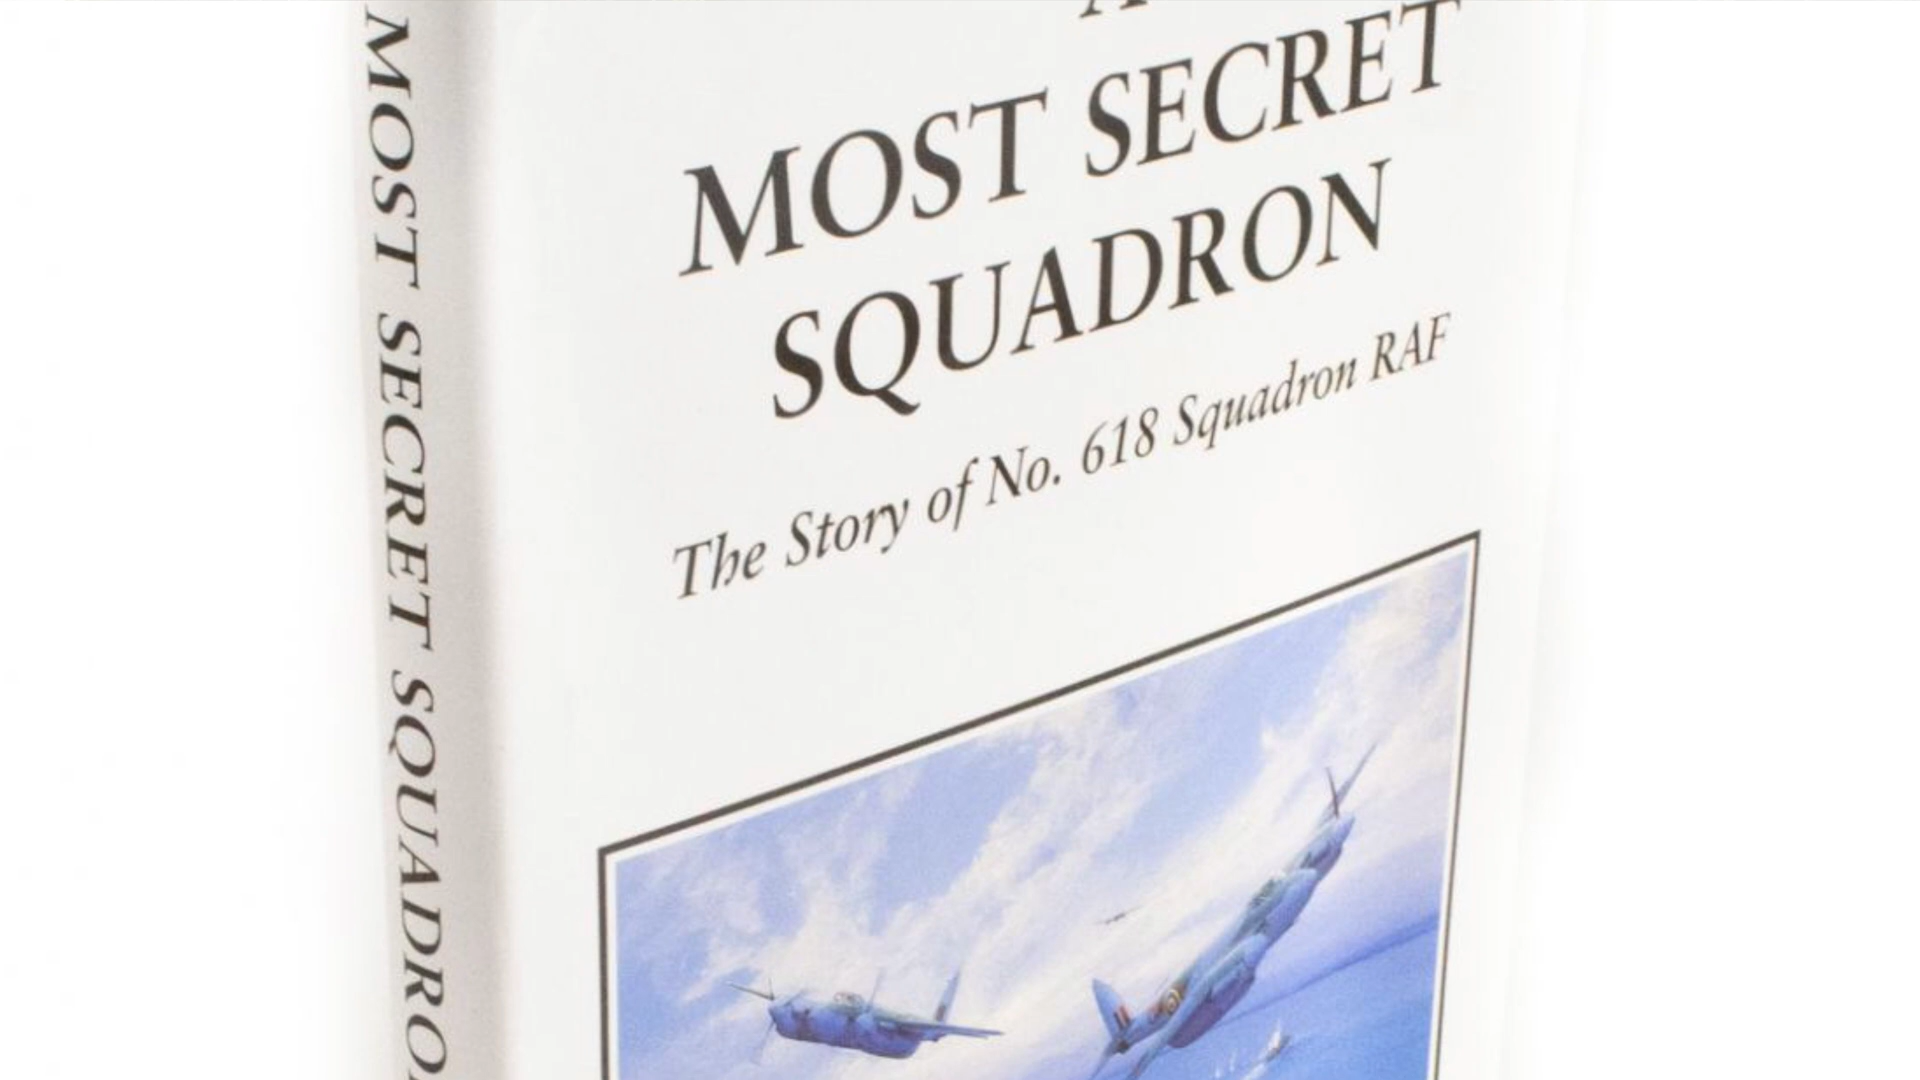 A
MOST SECRET
SQUADRON
The Story of No. 618 Squadron RAF
MOST SECRET SQUADRON